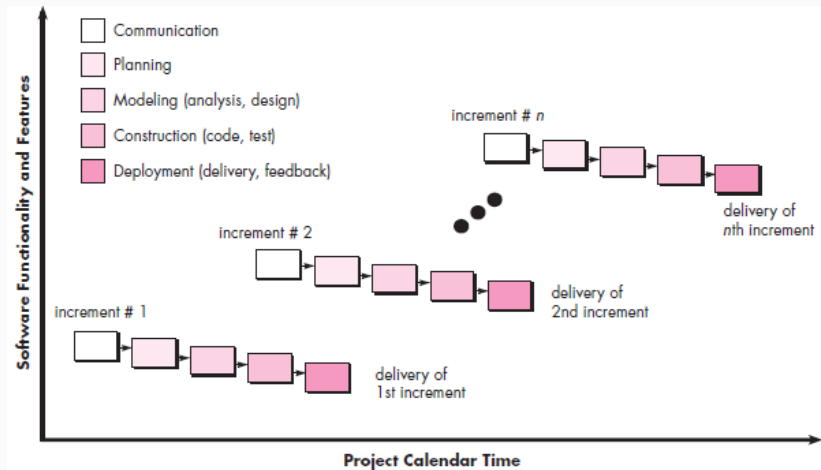 Communication
Planning
Modeling (analysis, design)
Construction (code, test)
Deployment (delivery, feedback)
increment # n
delivery of
nth increment
increment # 2
delivery of
2nd increment
increment # 1
delivery of
1st increment
Software Functionality and Features
Project Calendar Time